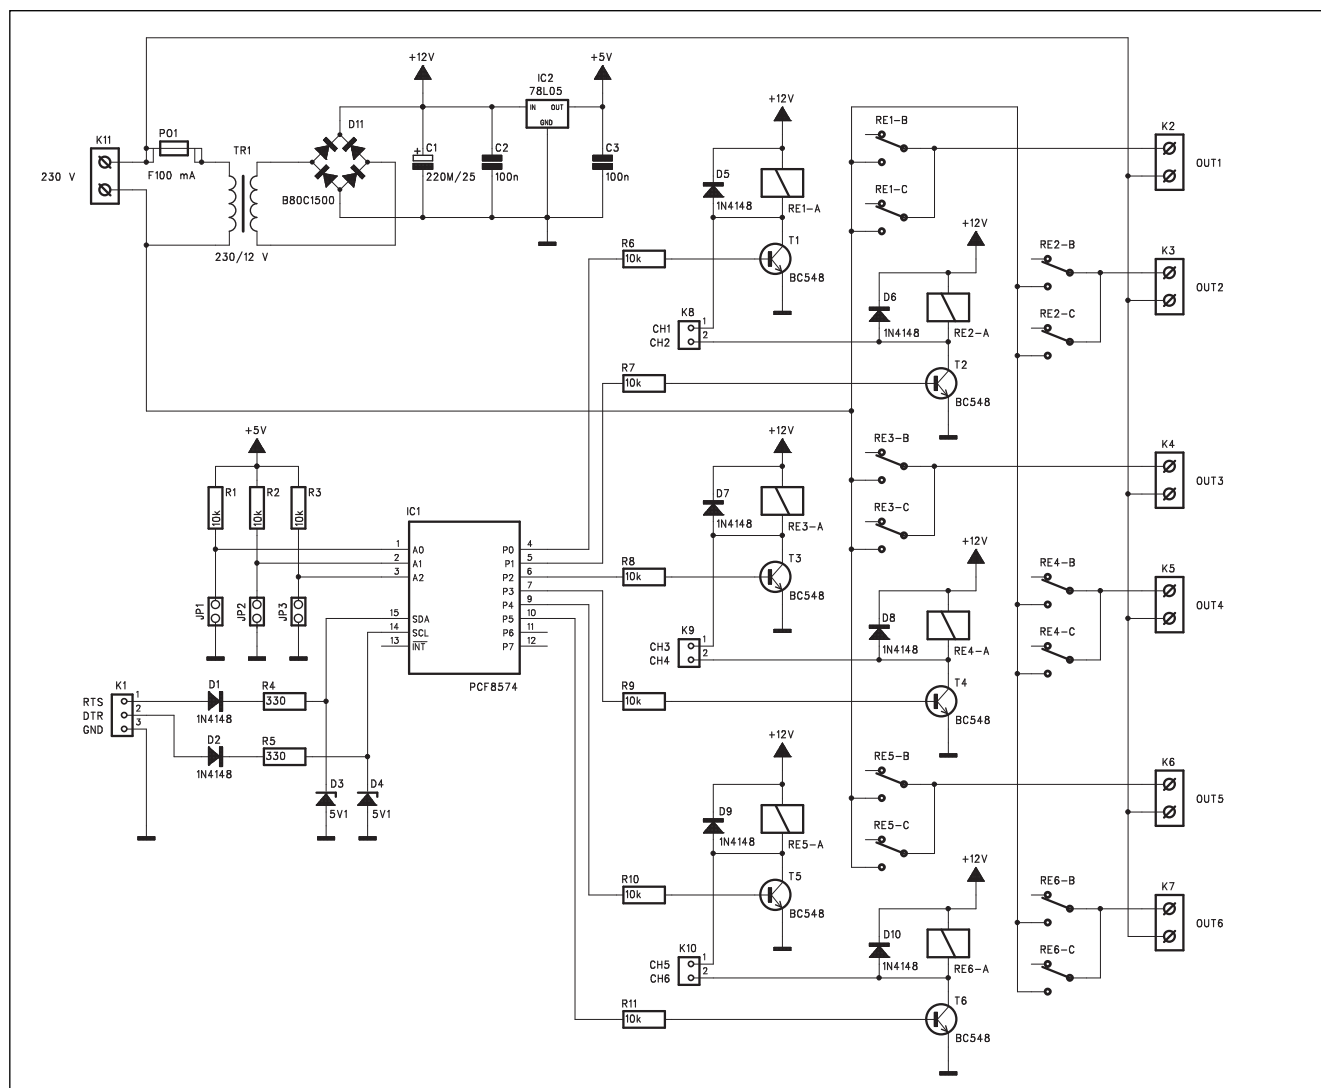 +12V
+5V
IC2
78L05
IN OUT
GND
K11
PO1
F100 mA
230 V
TR1
230/12 V
D11
B80C1500
+
C1
220M/25
C2
100n
C3
100n
+12V
D5
1N4148
RE1-A
T1
BC548
R6
10k
RE1-B
RE1-C
K2
OUT1
+12V
D6
1N4148
RE2-A
T2
BC548
K8
CH1 1
CH2 2
R7
10k
RE2-B
RE2-C
K3
OUT2
+5V
R1
10k
R2
10k
R3
10k
JP1
JP2
JP3
IC1
1 A0
2 A1
3 A2
15 SDA
14 SCL
13 INT
P0 4
P1 5
P2 6
P3 7
P4 9
P5 10
P6 11
P7 12
PCF8574
K1
RTS 1
DTR 2
GND 3
D1
1N4148
R4
330
D2
1N4148
R5
330
D3
5V1
D4
5V1
+12V
D7
1N4148
RE3-A
T3
BC548
R8
10k
RE3-B
RE3-C
K4
OUT3
+12V
D8
1N4148
RE4-A
T4
BC548
K9
CH3 1
CH4 2
R9
10k
RE4-B
RE4-C
K5
OUT4
+12V
D9
1N4148
RE5-A
T5
BC548
R10
10k
RE5-B
RE5-C
K6
OUT5
+12V
D10
1N4148
RE6-A
T6
BC548
K10
CH5 1
CH6 2
R11
10k
RE6-B
RE6-C
K7
OUT6